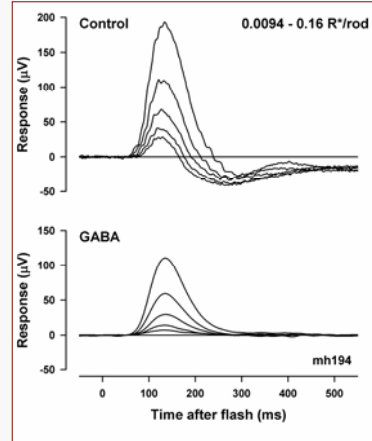 Control 0.0094 - 0.16 R*/rod
200
150
100
50
0
-50
Response (µV)
GABA
150
100
50
0
-50
Response (µV)
mh194
0 100 200 300 400 500
Time after flash (ms)